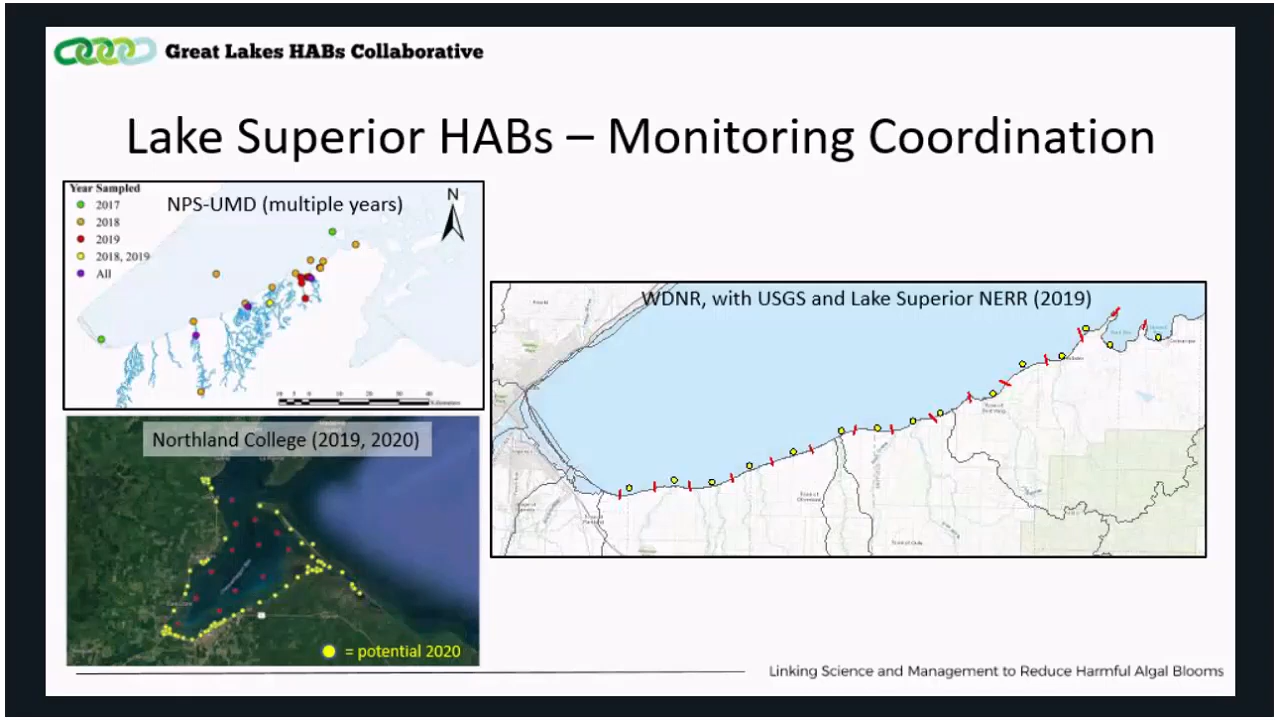 Great Lakes HABs Collaborative
Lake Superior HABs – Monitoring Coordination
Year Sampled
2017
2018
2019
2018, 2019
All
NPS-UMD (multiple years)
N
WDNR, with USGS and Lake Superior NERR (2019)
Northland College (2019, 2020)
= potential 2020
Linking Science and Management to Reduce Harmful Algal Blooms